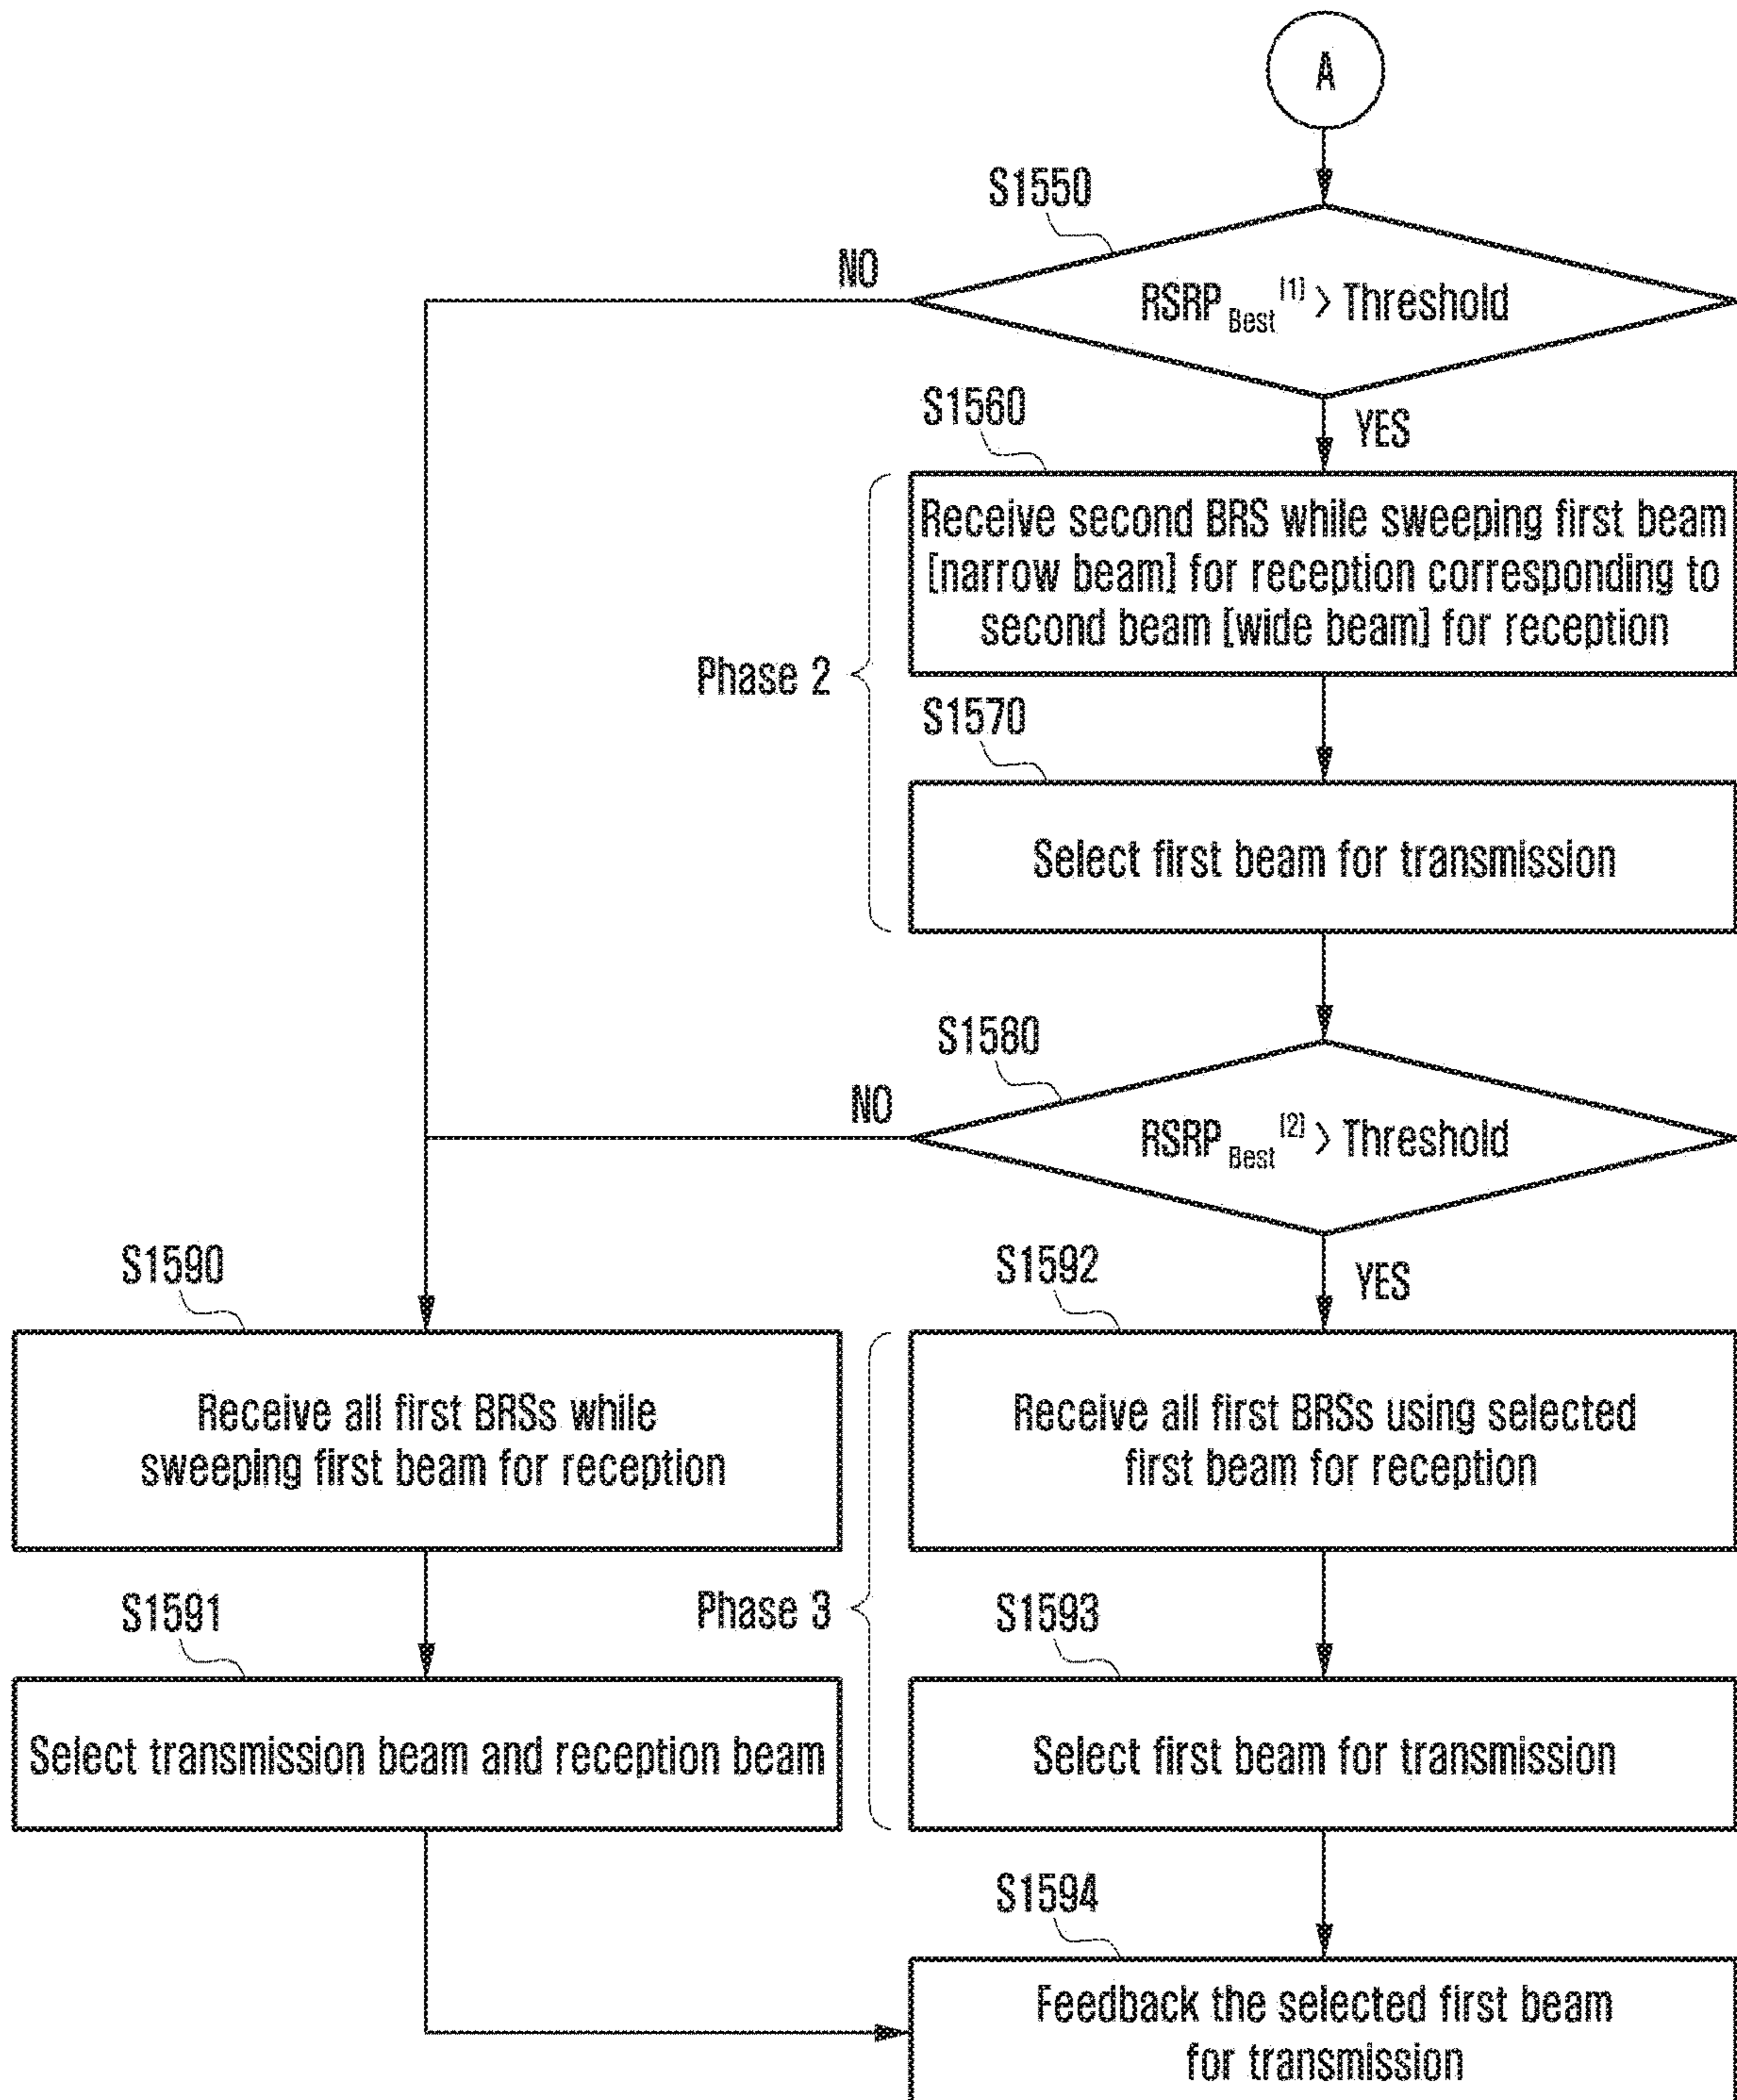 A
S1550
NO
RSRP Best [1] > Threshold
S1560
YES
Receive second BRS while sweeping first beam
[narrow beam] for reception corresponding to
second beam [wide beam] for reception
Phase 2
S1570
Select first beam for transmission
S1580
NO
RSRP Best [2] > Threshold
S1590
S1592
YES
Receive all first BRSs while
sweeping first beam for reception
Receive all first BRSs using selected
first beam for reception
S1591
Phase 3
S1593
Select transmission beam and reception beam
Select first beam for transmission
S1594
Feedback the selected first beam
for transmission